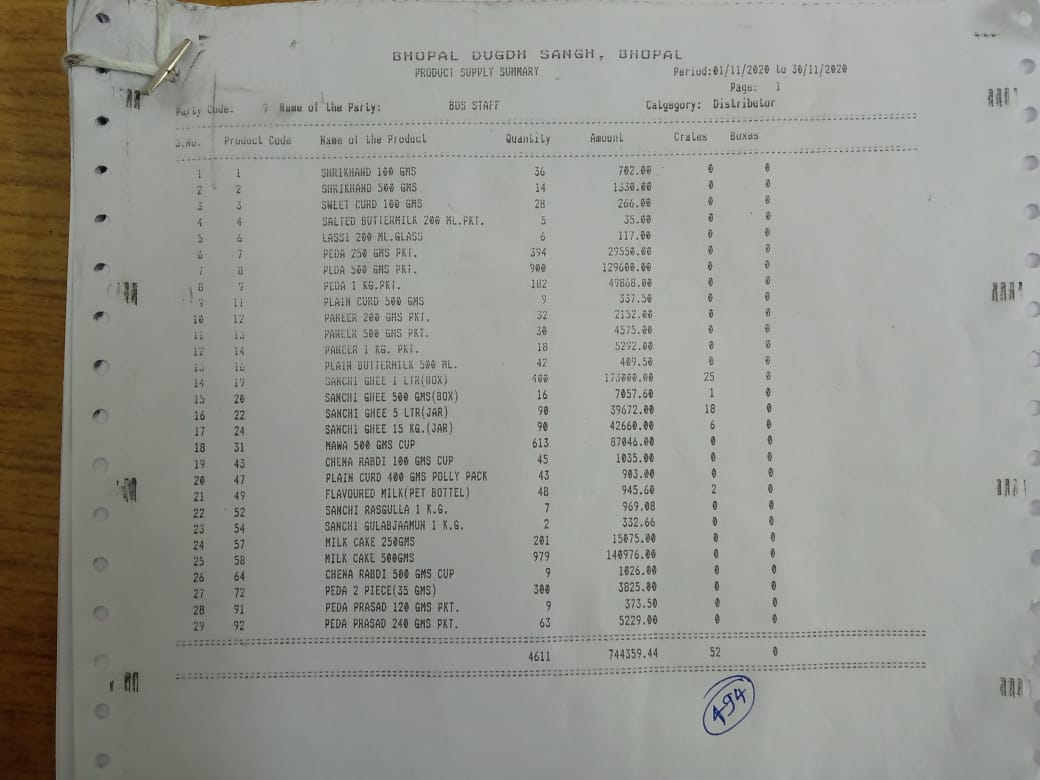 BHOPAL DUGDH SANGH, BHOPAL
PRODUCT SUPPLY SUMMARY Period:01/11/2020 to 30/11/2020
Page: 1
Party Code: 9 Name of the Party: BDS STAFF Catgegory: Distributor
S.No. Product Code Name of the Product Quantity Amount Crates Boxes
1 1 SHRIKHAND 100 GMS 36 702.00 0 0
2 2 SHRIKHAND 500 GMS 14 1330.00 0 0
3 3 SWEET CURD 100 GMS 28 266.00 0 0
4 4 SALTED BUTTERMILK 200 ML.PKT. 5 35.00 0 0
5 6 LASSI 200 ML.GLASS 6 117.00 0 0
6 7 PEDA 250 GMS PKT. 394 29550.00 0 0
7 8 PEDA 500 GMS PKT. 900 129600.00 0 0
8 9 PEDA 1 KG.PKT. 182 49868.00 0 0
9 11 PLAIN CURD 500 GMS 9 337.50 0 0
10 12 PANEER 200 GMS PKT. 32 2152.00 0 0
11 13 PANEER 500 GMS PKT. 30 4575.00 0 0
12 14 PANEER 1 KG. PKT. 18 5292.00 0 0
13 16 PLAIN BUTTERMILK 500 ML. 42 409.50 0 0
14 19 SANCHI GHEE 1 LTR(BOX) 400 173000.00 25 0
15 20 SANCHI GHEE 500 GMS(BOX) 16 7057.60 1 0
16 22 SANCHI GHEE 5 LTR(JAR) 90 39672.00 18 0
17 24 SANCHI GHEE 15 KG.(JAR) 90 42660.00 6 0
18 31 MAWA 500 GMS CUP 613 87046.00 0 0
19 43 CHENA RABDI 100 GMS CUP 45 1035.00 0 0
20 47 PLAIN CURD 400 GMS POLLY PACK 43 903.00 0 0
21 49 FLAVOURED MILK(PET BOTTEL) 48 945.60 2 0
22 52 SANCHI RASGULLA 1 K.G. 7 969.08 0 0
23 54 SANCHI GULABJAAMUN 1 K.G. 2 332.66 0 0
24 57 MILK CAKE 250GMS 201 15075.00 0 0
25 58 MILK CAKE 500GMS 979 140976.00 0 0
26 64 CHENA RABDI 500 GMS CUP 9 1026.00 0 0
27 72 PEDA 2 PIECE(35 GMS) 300 3825.00 0 0
28 91 PEDA PRASAD 120 GMS PKT. 9 373.50 0 0
29 92 PEDA PRASAD 240 GMS PKT. 63 5229.00 0 0
4611 744359.44 52 0
494